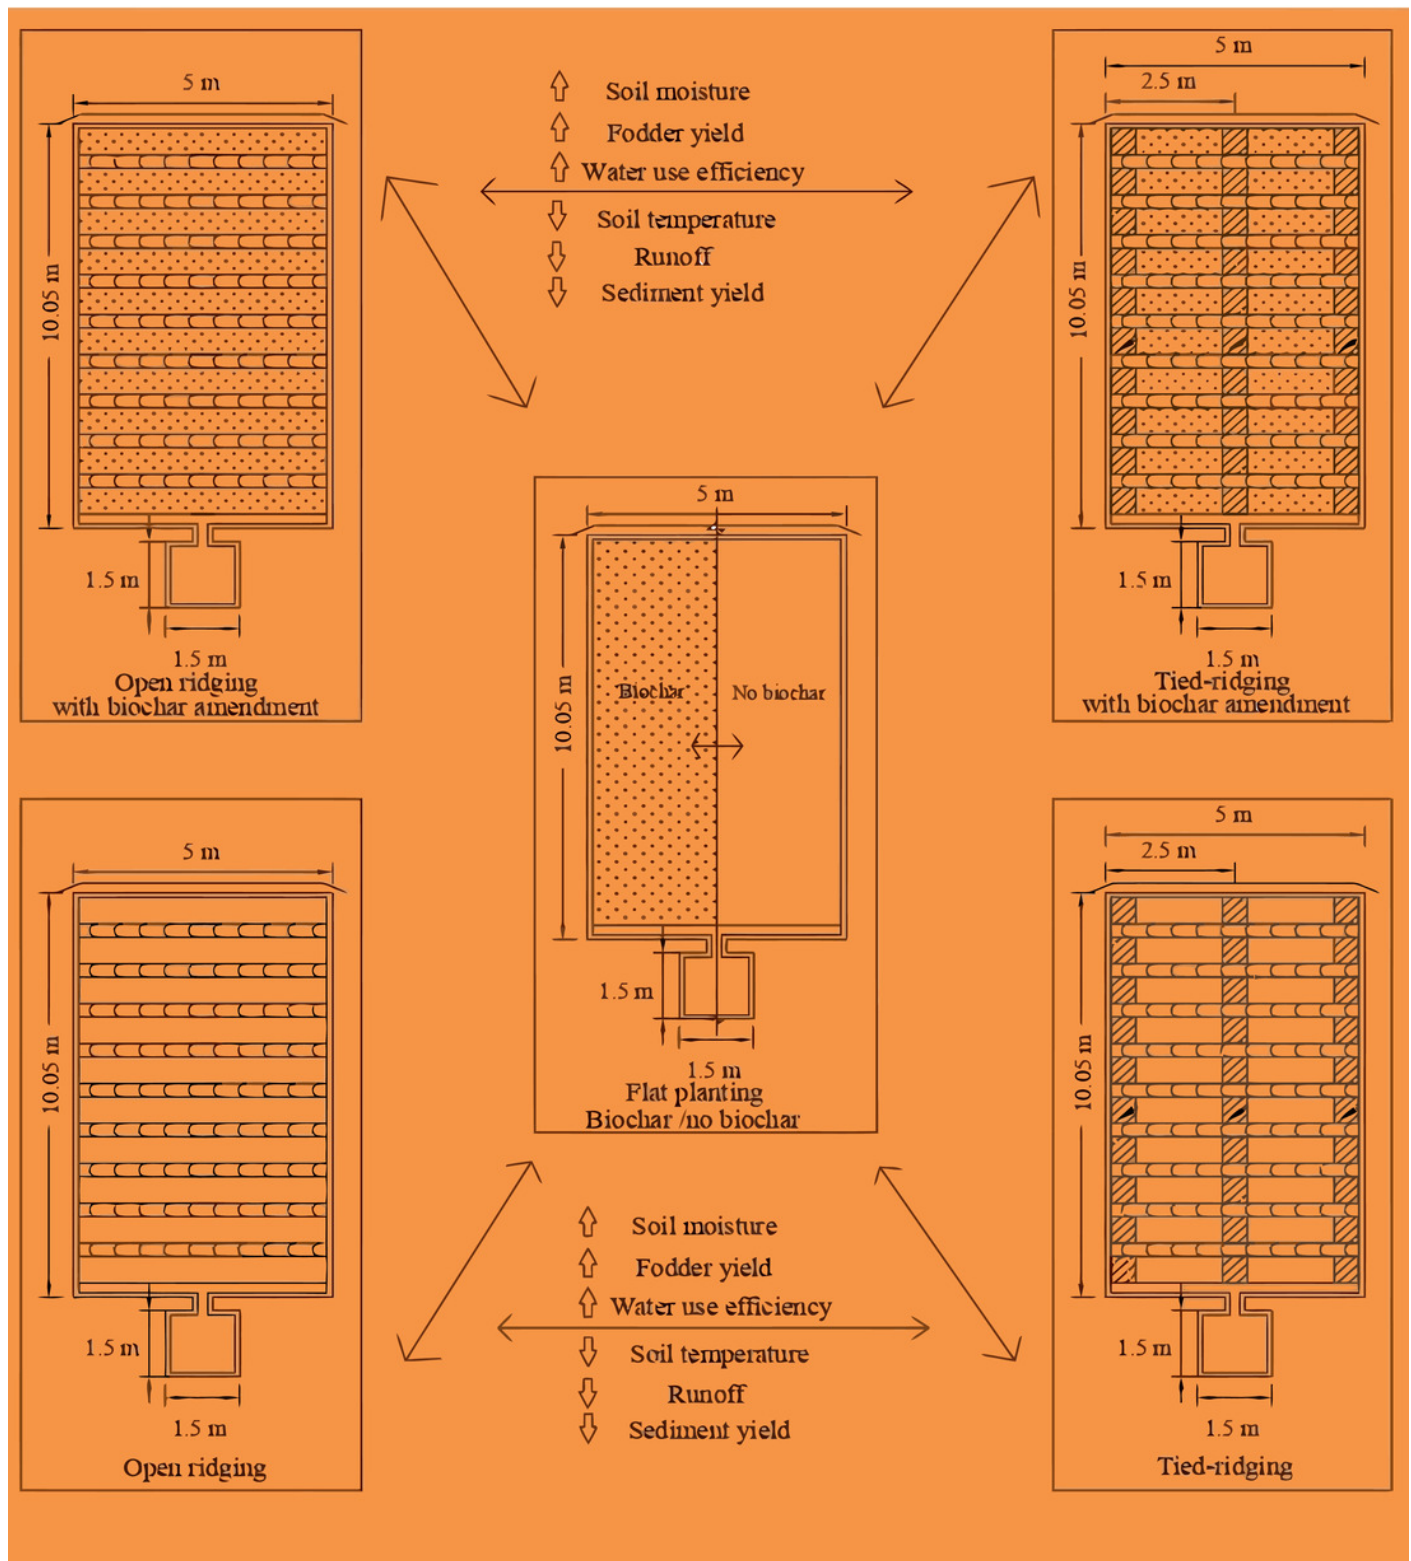 5 m
10.05 m
1.5 m
1.5 m
Open ridging
with biochar amendment
Soil moisture
Fodder yield
Water use efficiency
Soil temperature
Runoff
Sediment yield
5 m
2.5 m
10.05 m
1.5 m
1.5 m
Tied-ridging
with biochar amendment
5 m
10.05 m
Biochar
No biochar
1.5 m
1.5 m
Flat planting
Biochar /no biochar
5 m
10.05 m
1.5 m
1.5 m
Open ridging
Soil moisture
Fodder yield
Water use efficiency
Soil temperature
Runoff
Sediment yield
5 m
2.5 m
10.05 m
1.5 m
1.5 m
Tied-ridging